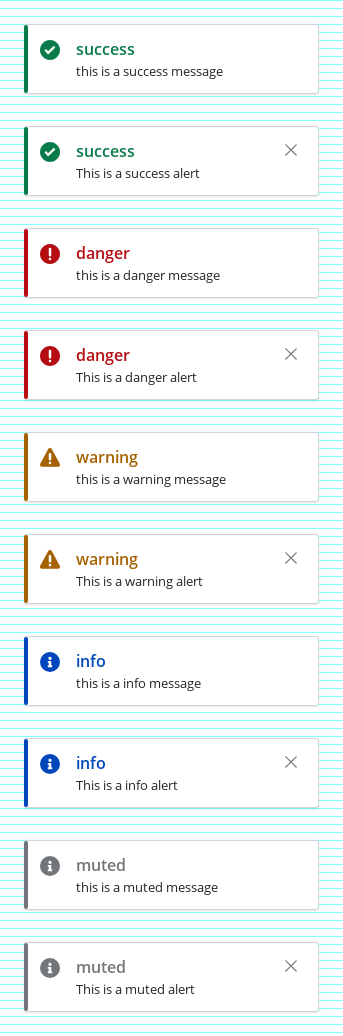 success
this is a success message
success
This is a success alert
danger
this is a danger message
danger
This is a danger alert
warning
this is a warning message
warning
This is a warning alert
info
this is a info message
info
This is a info alert
muted
this is a muted message
muted
This is a muted alert